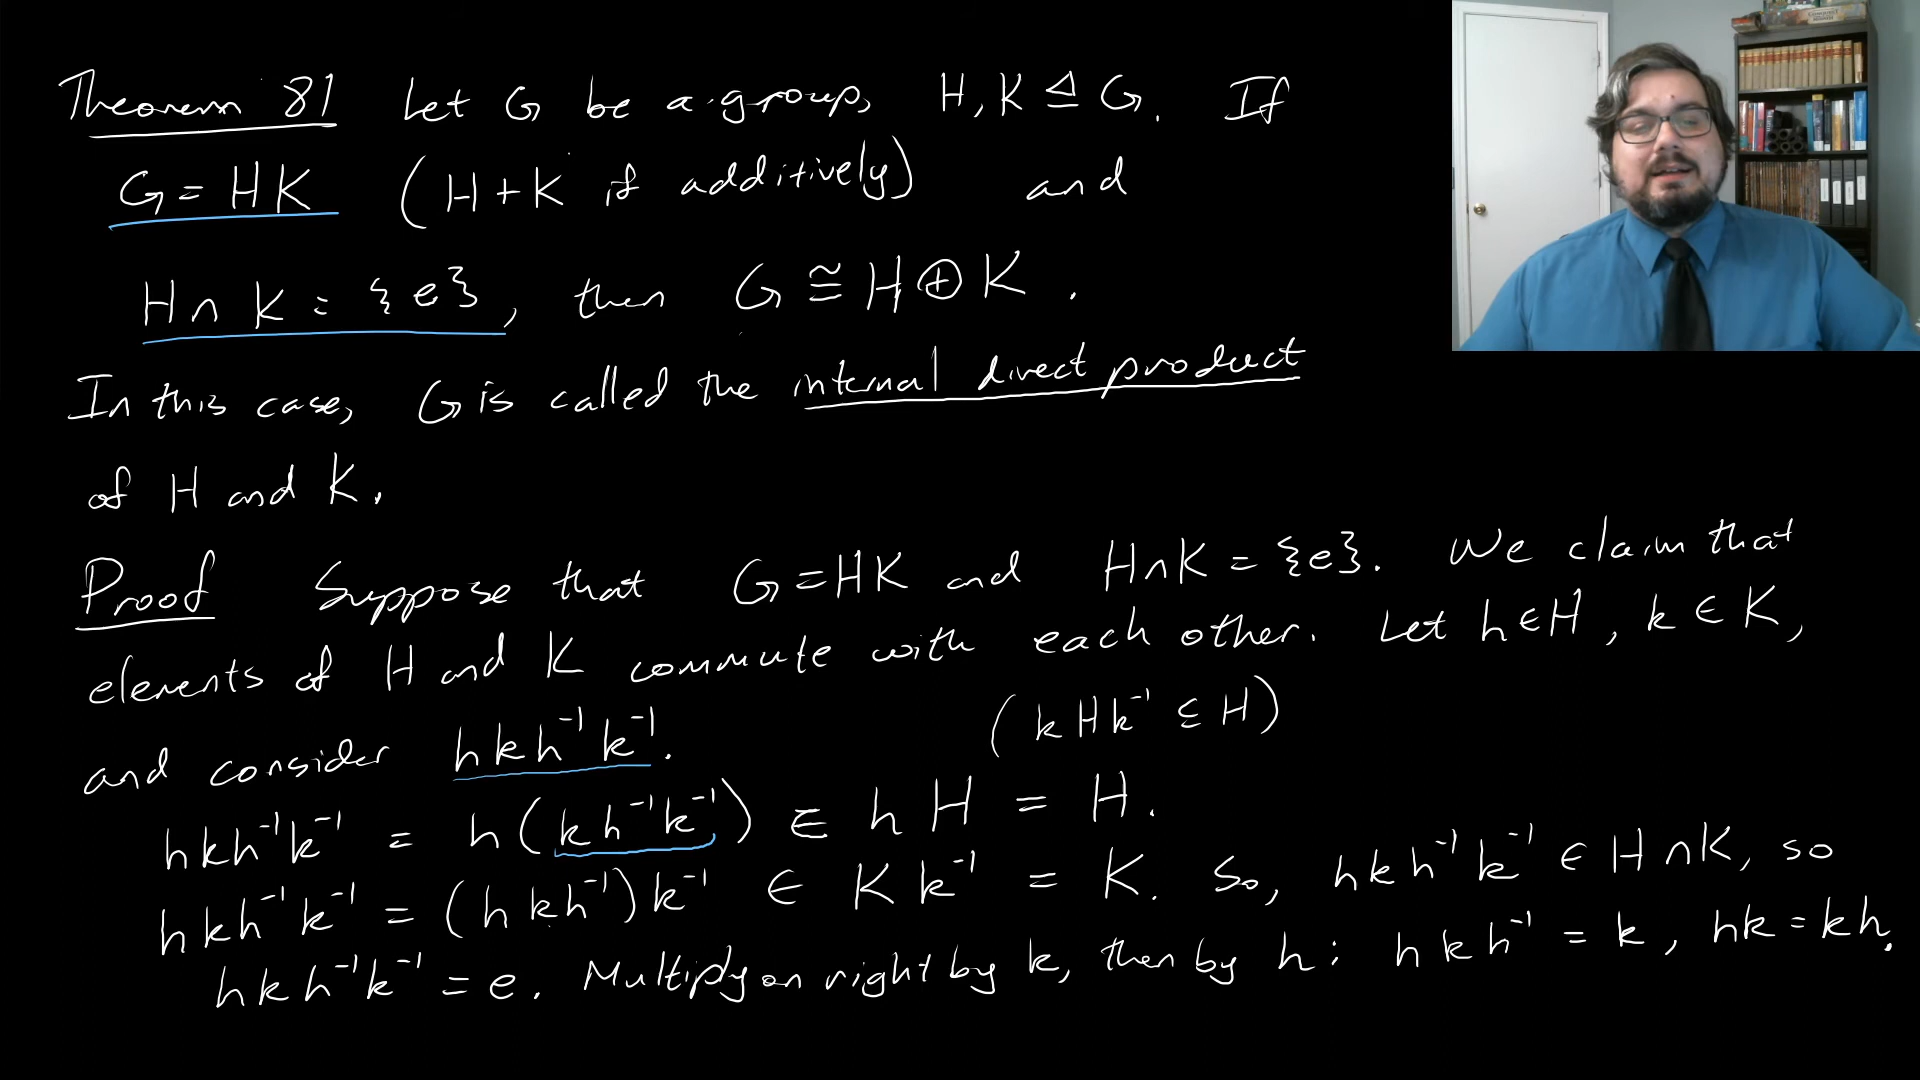 Theorem 81 Let G be a group, H, K ⊴ G. If
G = HK (H + K if additively) and
H ∩ K = {e}, then G ≅ H ⊕ K.
In this case, G is called the internal direct product
of H and K.
Proof Suppose that G = HK and H ∩ K = {e}. We claim that
elements of H and K commute with each other. Let h ∈ H, k ∈ K,
and consider hkh⁻¹k⁻¹. (kHk⁻¹ ⊆ H)
hkh⁻¹k⁻¹ = h(kh⁻¹k⁻¹) ∈ hH = H.
hkh⁻¹k⁻¹ = (hkh⁻¹)k⁻¹ ∈ Kk⁻¹ = K. So, hkh⁻¹k⁻¹ ∈ H ∩ K, so
hkh⁻¹k⁻¹ = e. Multiply on right by k, then by h: hkh⁻¹ = k, hk = kh.